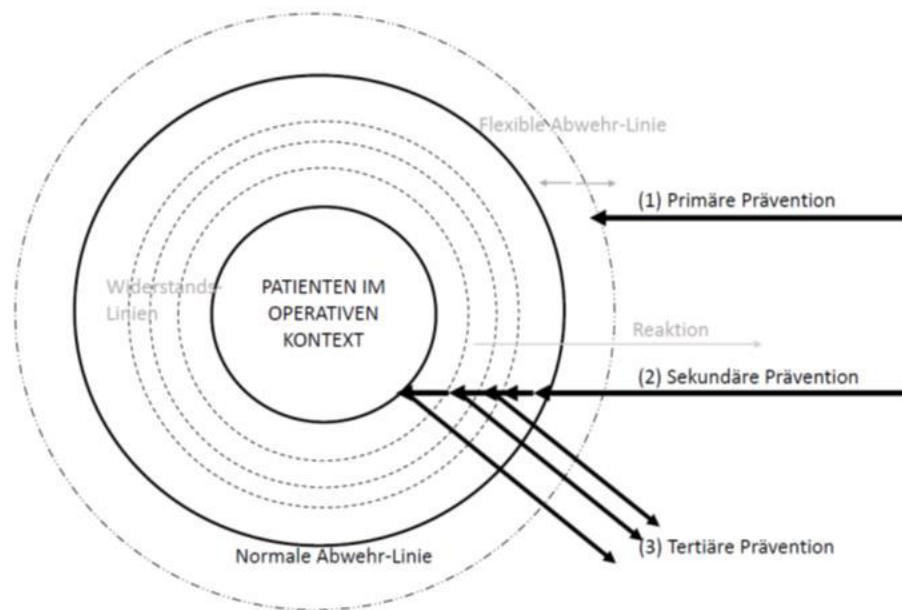 Flexible Abwehr-Linie
(1) Primäre Prävention
Widerstands-
Linien
PATIENTEN IM
OPERATIVEN
KONTEXT
Reaktion
(2) Sekundäre Prävention
(3) Tertiäre Prävention
Normale Abwehr-Linie